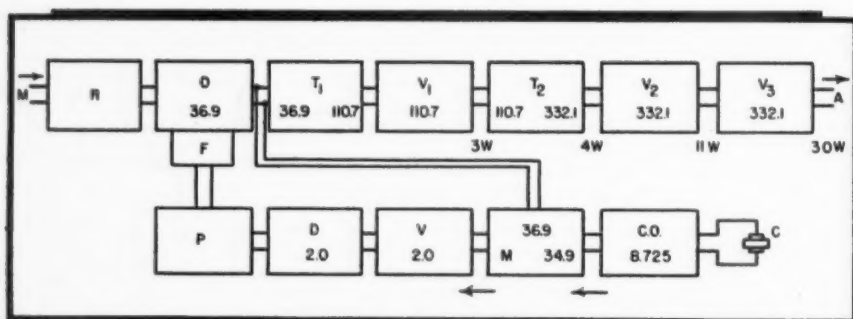 M
R
O
36.9
T₁
36.9 110.7
V₁
110.7
T₂
110.7 332.1
V₂
332.1
V₃
332.1
A
3W
4W
11W
30W
F
P
D
2.0
V
2.0
36.9
M 34.9
C.O.
8.725
C